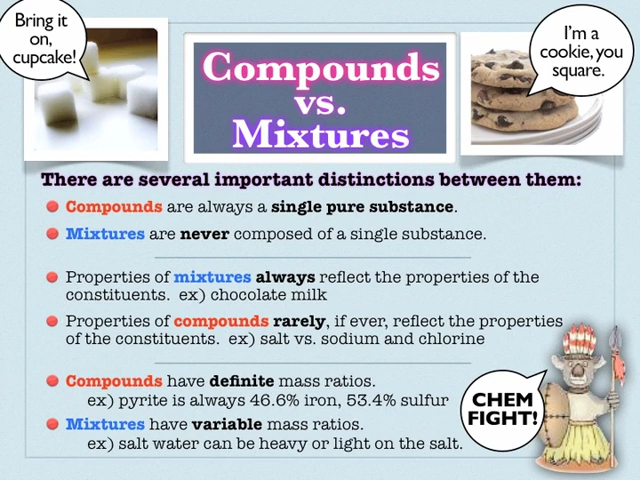 Bring it
on,
cupcake!
I'm a
cookie, you
square.
Compounds
vs.
Mixtures
There are several important distinctions between them:
Compounds are always a single pure substance.
Mixtures are never composed of a single substance.
Properties of mixtures always reflect the properties of the
constituents. ex) chocolate milk
Properties of compounds rarely, if ever, reflect the properties
of the constituents. ex) salt vs. sodium and chlorine
Compounds have definite mass ratios.
ex) pyrite is always 46.6% iron, 53.4% sulfur
Mixtures have variable mass ratios.
ex) salt water can be heavy or light on the salt.
CHEM
FIGHT!